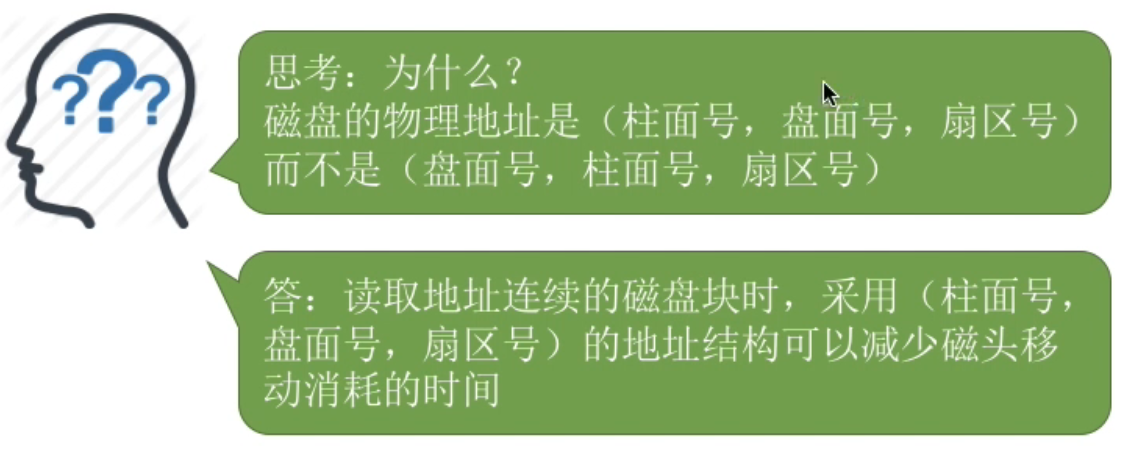 ???
思考：为什么？
磁盘的物理地址是（柱面号，盘面号，扇区号）
而不是（盘面号，柱面号，扇区号）
答：读取地址连续的磁盘块时，采用（柱面号，
盘面号，扇区号）的地址结构可以减少磁头移
动消耗的时间